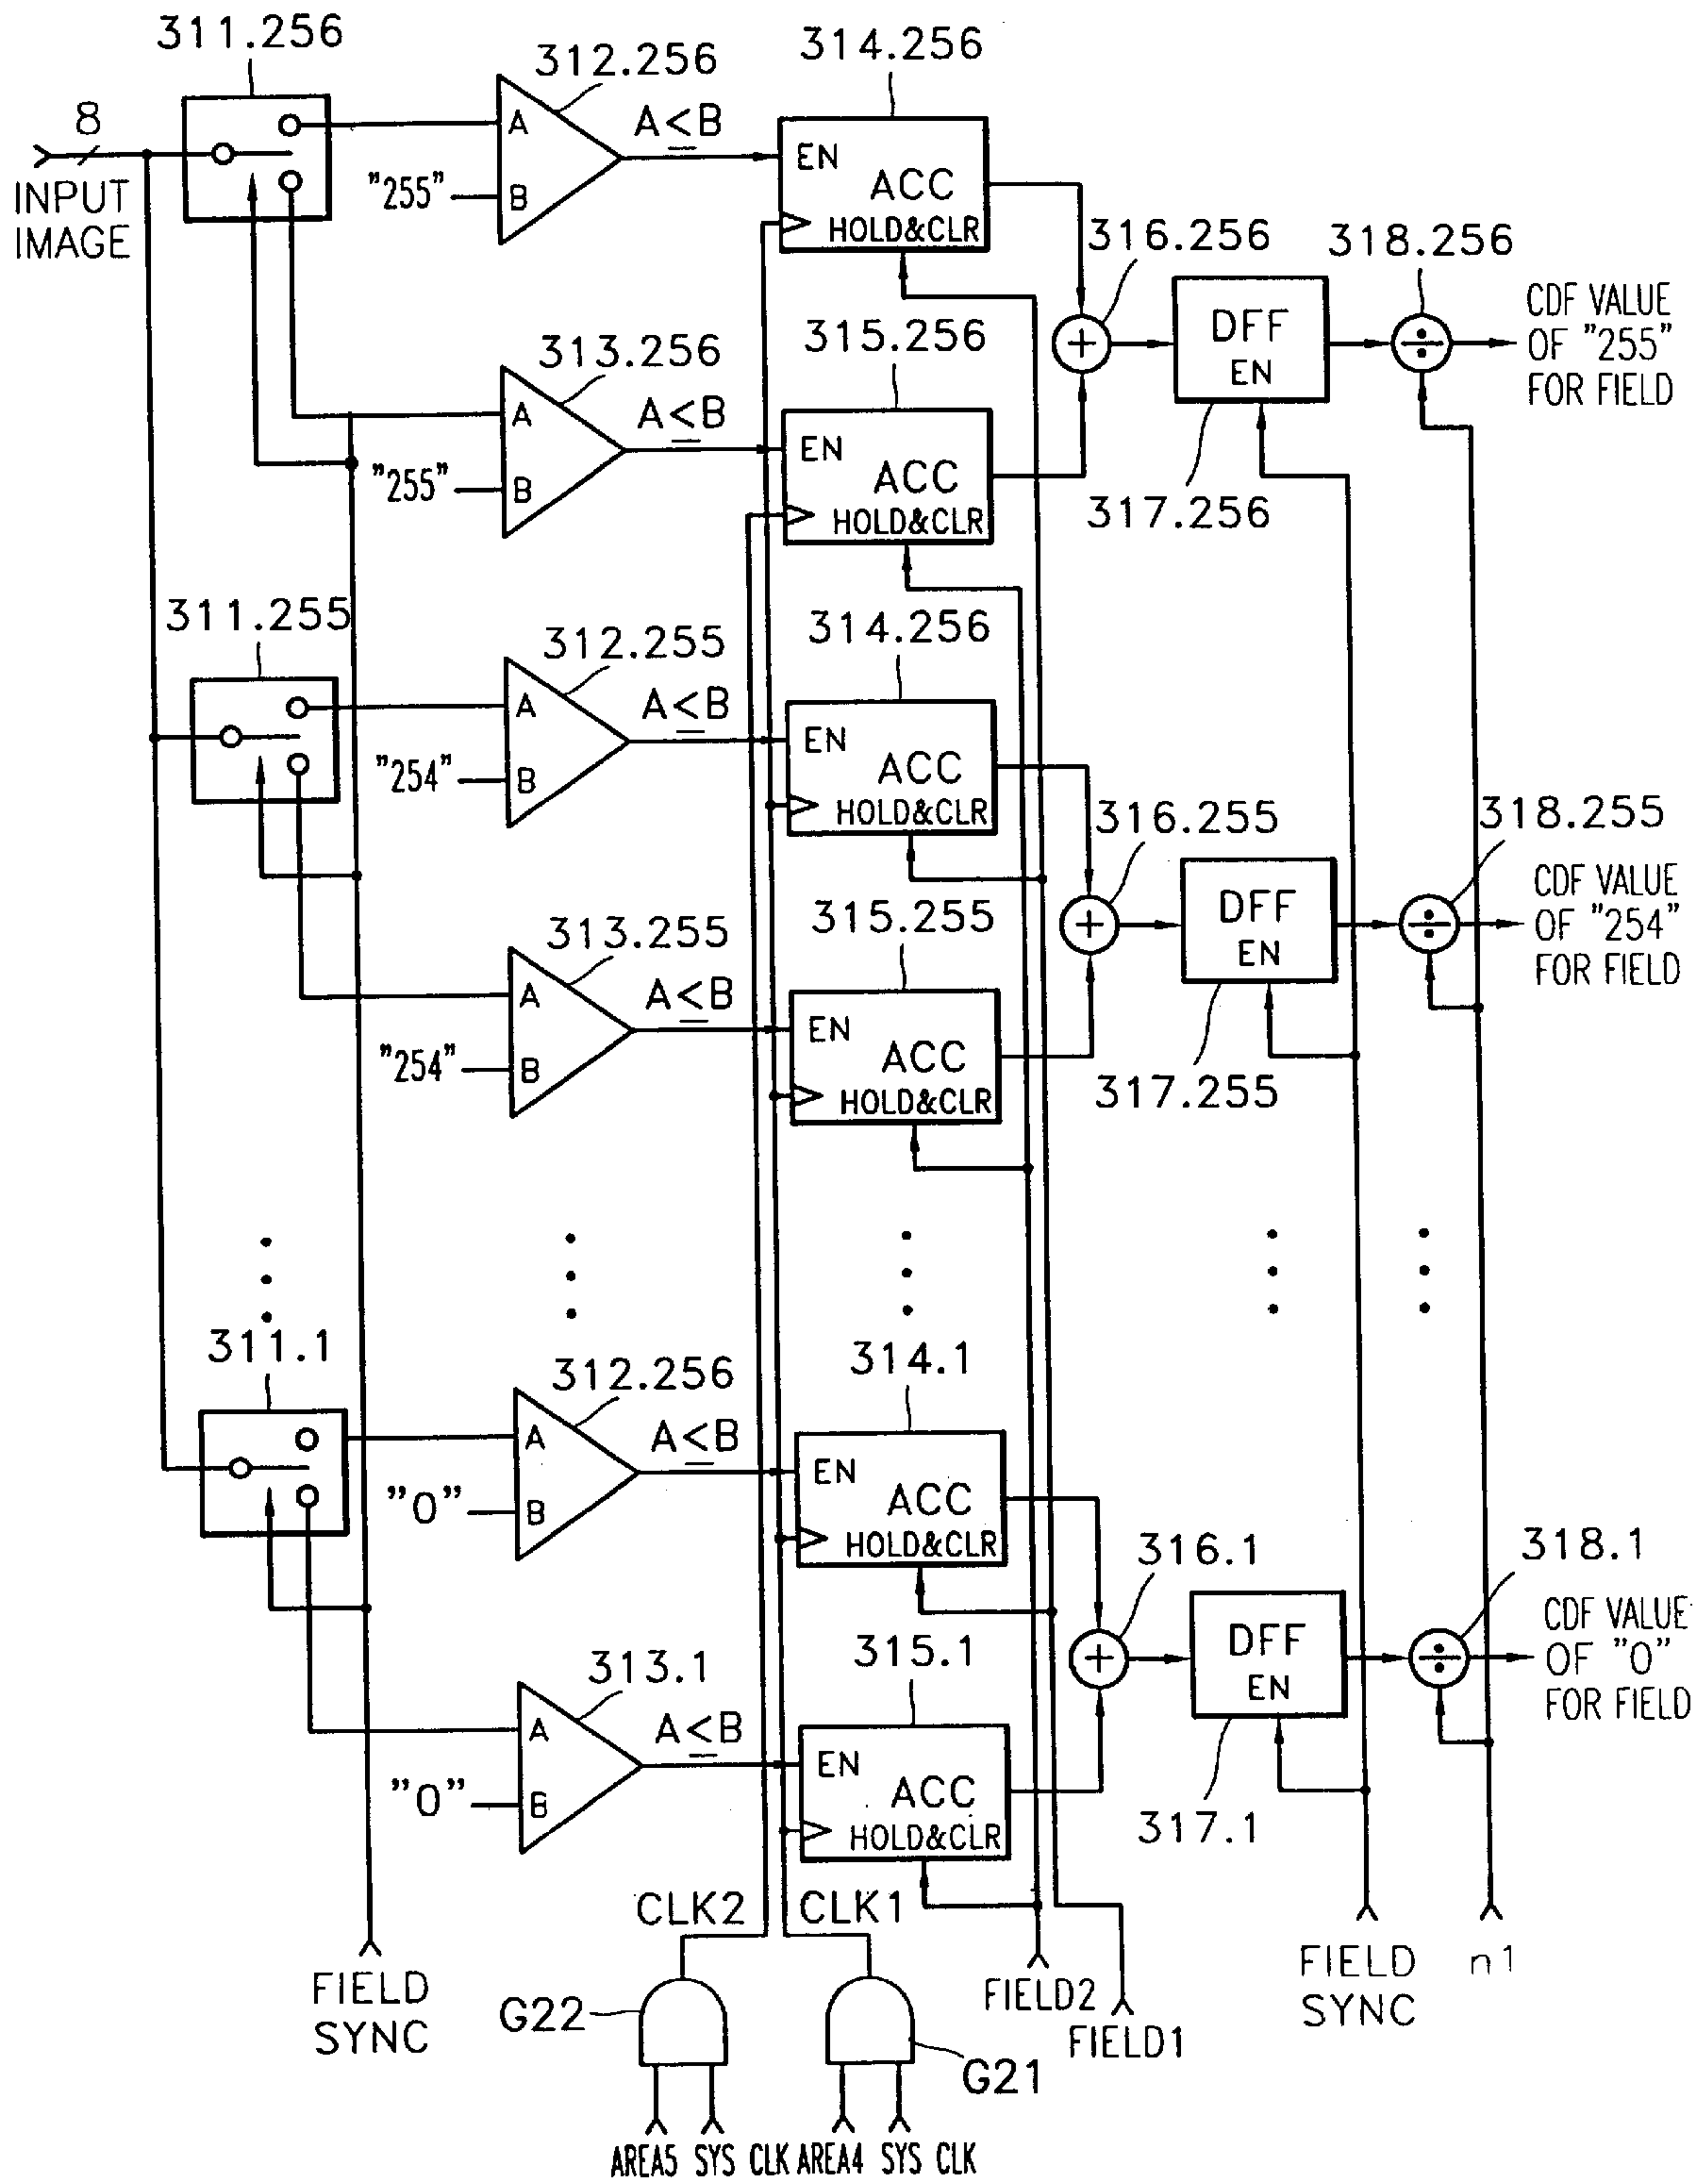 311.256
312.256
314.256
8
INPUT
IMAGE
A
"255"
B
A≤B
EN
ACC
HOLD&CLR
316.256
318.256
DFF
EN
CDF VALUE
OF "255"
FOR FIELD
313.256
315.256
A
"255"
B
A≤B
EN
ACC
HOLD&CLR
317.256
311.255
312.255
314.256
A
"254"
B
A≤B
EN
ACC
HOLD&CLR
316.255
318.255
DFF
EN
CDF VALUE
OF "254"
FOR FIELD
313.255
315.255
A
"254"
B
A≤B
EN
ACC
HOLD&CLR
317.255
311.1
312.256
314.1
A
"0"
B
A≤B
EN
ACC
HOLD&CLR
316.1
318.1
DFF
EN
CDF VALUE
OF "0"
FOR FIELD
313.1
315.1
A
"0"
B
A≤B
EN
ACC
HOLD&CLR
317.1
CLK2
CLK1
FIELD
SYNC
G22
G21
FIELD2
FIELD1
FIELD
SYNC
n1
AREA5 SYS CLK AREA4 SYS CLK